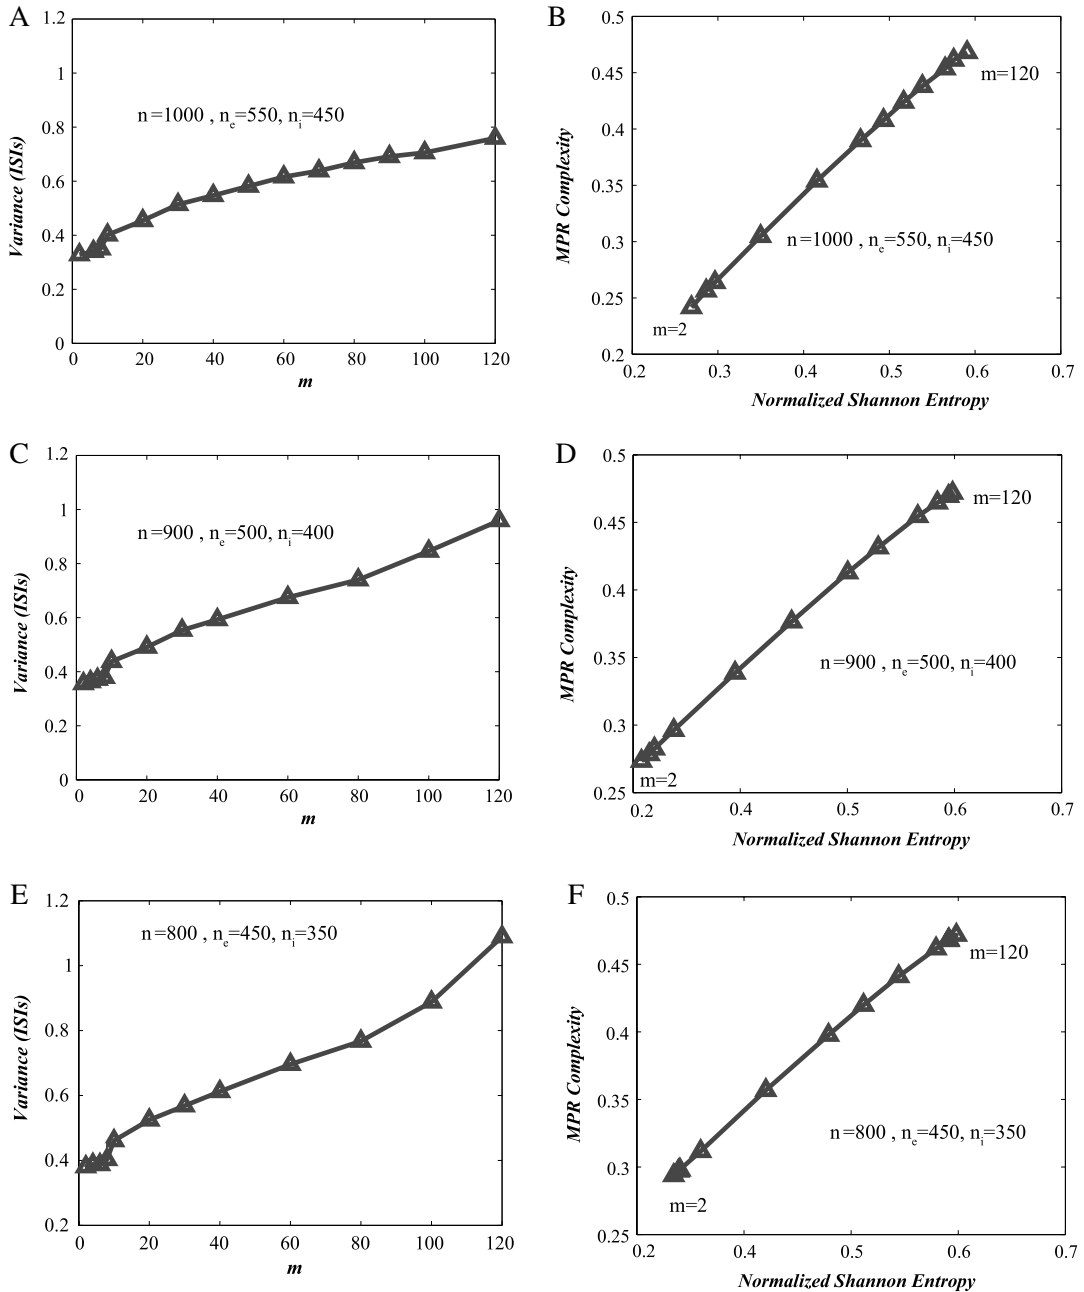 A
1.2
1
0.8
0.6
0.4
0.2
0
Variance (ISIs)
n=1000 , ne=550, ni=450
0 20 40 60 80 100 120
m
B
0.5
0.45
0.4
0.35
0.3
0.25
0.2
MPR Complexity
m=120
n=1000 , ne=550, ni=450
m=2
0.2 0.3 0.4 0.5 0.6 0.7
Normalized Shannon Entropy
C
1.2
1
0.8
0.6
0.4
0.2
0
Variance (ISIs)
n=900 , ne=500, ni=400
0 20 40 60 80 100 120
m
D
0.5
0.45
0.4
0.35
0.3
0.25
MPR Complexity
m=120
n=900 , ne=500, ni=400
m=2
0.2 0.4 0.5 0.6 0.7
Normalized Shannon Entropy
E
1.2
1
0.8
0.6
0.4
0.2
Variance (ISIs)
n=800 , ne=450, ni=350
0 20 40 60 80 100 120
m
F
0.5
0.45
0.4
0.35
0.3
0.25
MPR Complexity
m=120
n=800 , ne=450, ni=350
m=2
0.2 0.4 0.5 0.6 0.7
Normalized Shannon Entropy